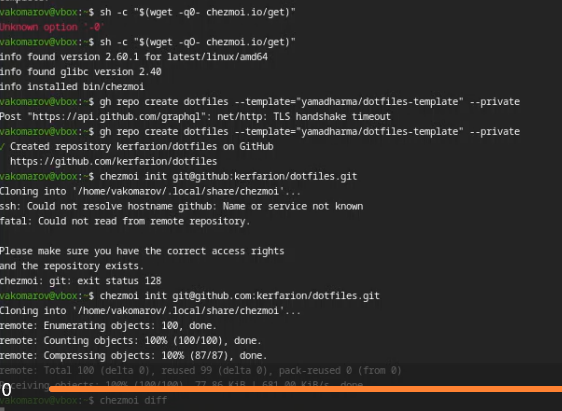 vakomarov@vbox:~$ sh -c "$(wget -q0- chezmoi.io/get)"
Unknown option '-0'
vakomarov@vbox:~$ sh -c "$(wget -qO- chezmoi.io/get)"
info found version 2.60.1 for latest/linux/amd64
info found glibc version 2.40
info installed bin/chezmoi
vakomarov@vbox:~$ gh repo create dotfiles --template="yamadharma/dotfiles-template" --private
Post "https://api.github.com/graphql": net/http: TLS handshake timeout
vakomarov@vbox:~$ gh repo create dotfiles --template="yamadharma/dotfiles-template" --private
✓ Created repository kerfarion/dotfiles on GitHub
https://github.com/kerfarion/dotfiles
vakomarov@vbox:~$ chezmoi init git@github:kerfarion/dotfiles.git
Cloning into '/home/vakomarov/.local/share/chezmoi'...
ssh: Could not resolve hostname github: Name or service not known
fatal: Could not read from remote repository.
Please make sure you have the correct access rights
and the repository exists.
chezmoi: git: exit status 128
vakomarov@vbox:~$ chezmoi init git@github.com:kerfarion/dotfiles.git
Cloning into '/home/vakomarov/.local/share/chezmoi'...
remote: Enumerating objects: 100, done.
remote: Counting objects: 100% (100/100), done.
remote: Compressing objects: 100% (87/87), done.
remote: Total 100 (delta 0), reused 99 (delta 0), pack-reused 0 (from 0)
0
objects: 100% (100/100), done.
vakomarov@vbox:~$ chezmoi diff